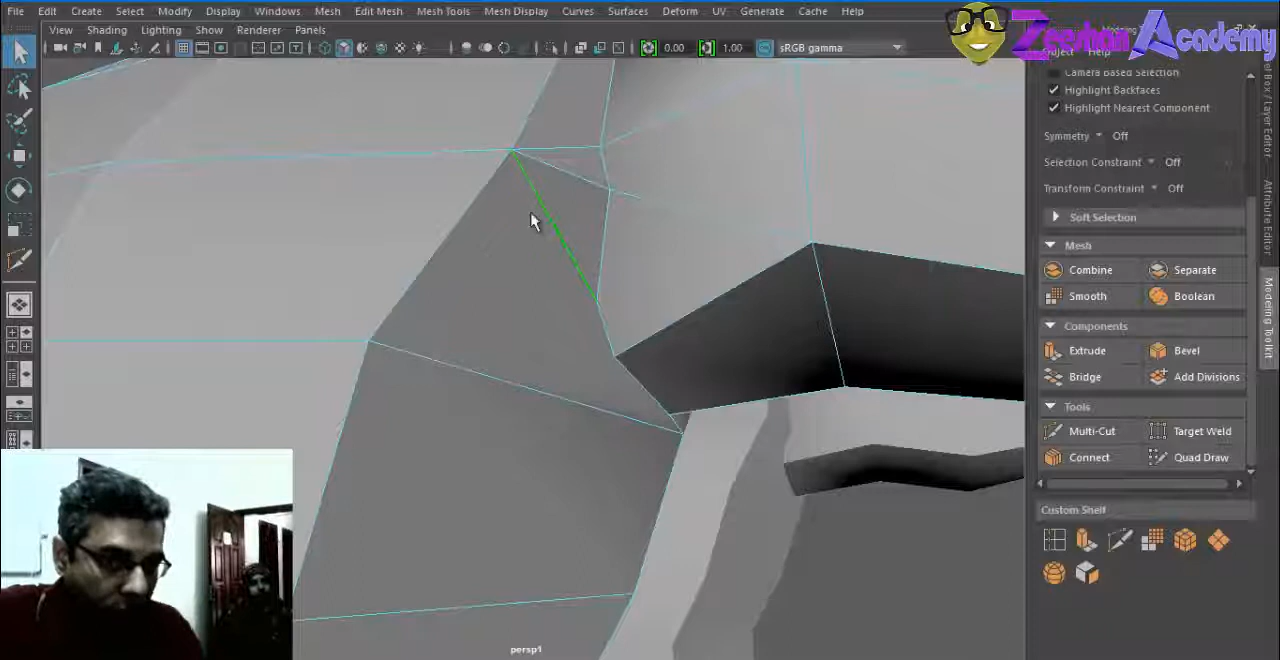 File Edit Create Select Modify Display Windows Mesh Edit Mesh Mesh Tools Mesh Display Curves Surfaces Deform UV Generate Cache Help
Zeeshan Academy
View Shading Lighting Show Renderer Panels
Help
0.00 1.00 sRGB gamma
Camera Based Selection
Highlight Backfaces
Highlight Nearest Component
Symmetry Off
Selection Constraint Off
Transform Constraint Off
Soft Selection
Mesh
Combine Separate
Smooth Boolean
Components
Extrude Bevel
Bridge Add Divisions
Tools
Multi-Cut Target Weld
Connect Quad Draw
Custom Shelf
Attribute Editor
Modeling Toolkit
persp1